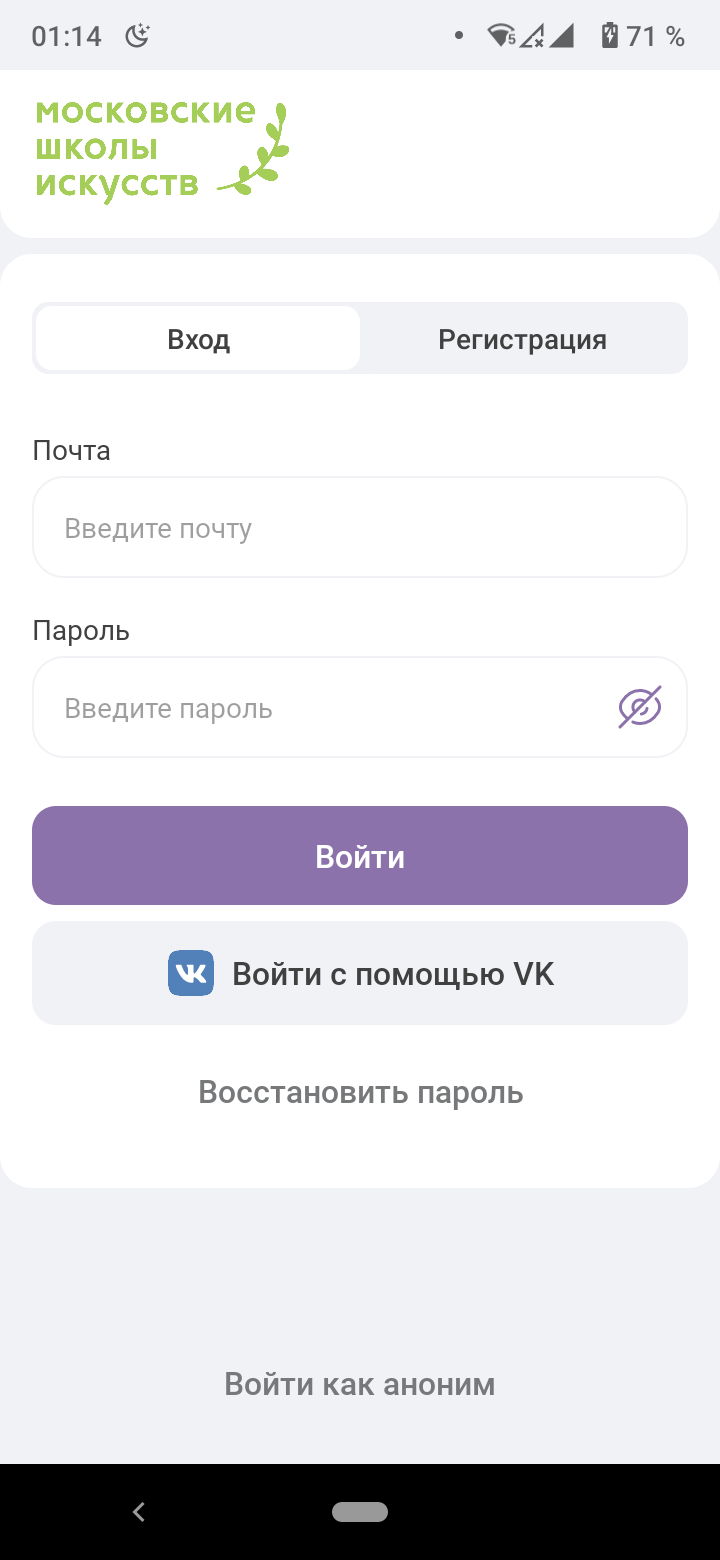 01:14
5
71 %
московские
школы
искусств
Вход
Регистрация
Почта
Введите почту
Пароль
Введите пароль
Войти
Войти с помощью VK
Восстановить пароль
Войти как аноним